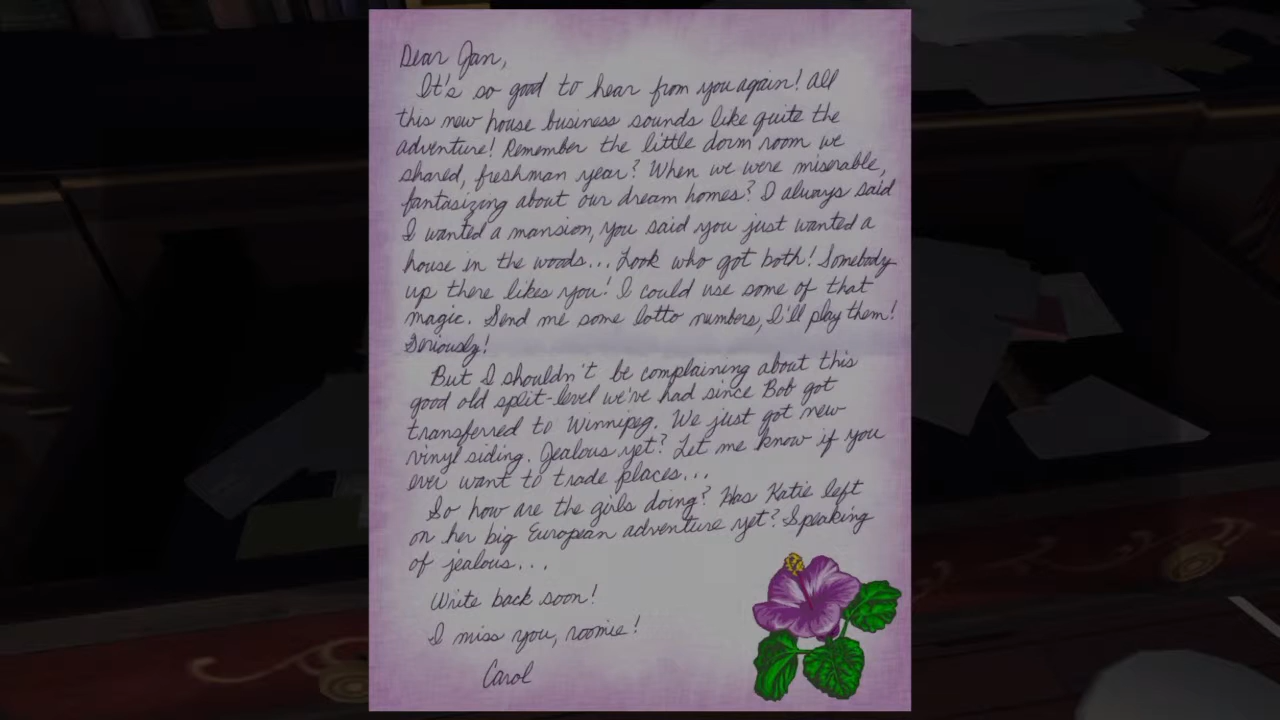 Dear Jan,
It's so good to hear from you again! All
this new house business sounds like quite the
adventure! Remember the little dorm room we
shared, freshman year? When we were miserable,
fantasizing about our dream homes? I always said
I wanted a mansion, you said you just wanted a
house in the woods... Look who got both! Somebody
up there likes you! I could use some of that
magic. Send me some lotto numbers, I'll play them!
Seriously!
But I shouldn't be complaining about this
good old split-level we've had since Bob got
transferred to Winnipeg. We just got new
vinyl siding. Jealous yet? Let me know if you
ever want to trade places...
So how are the girls doing? Has Katie left
on her big European adventure yet? Speaking
of jealous...
Write back soon!
I miss you, roomie!
Carol